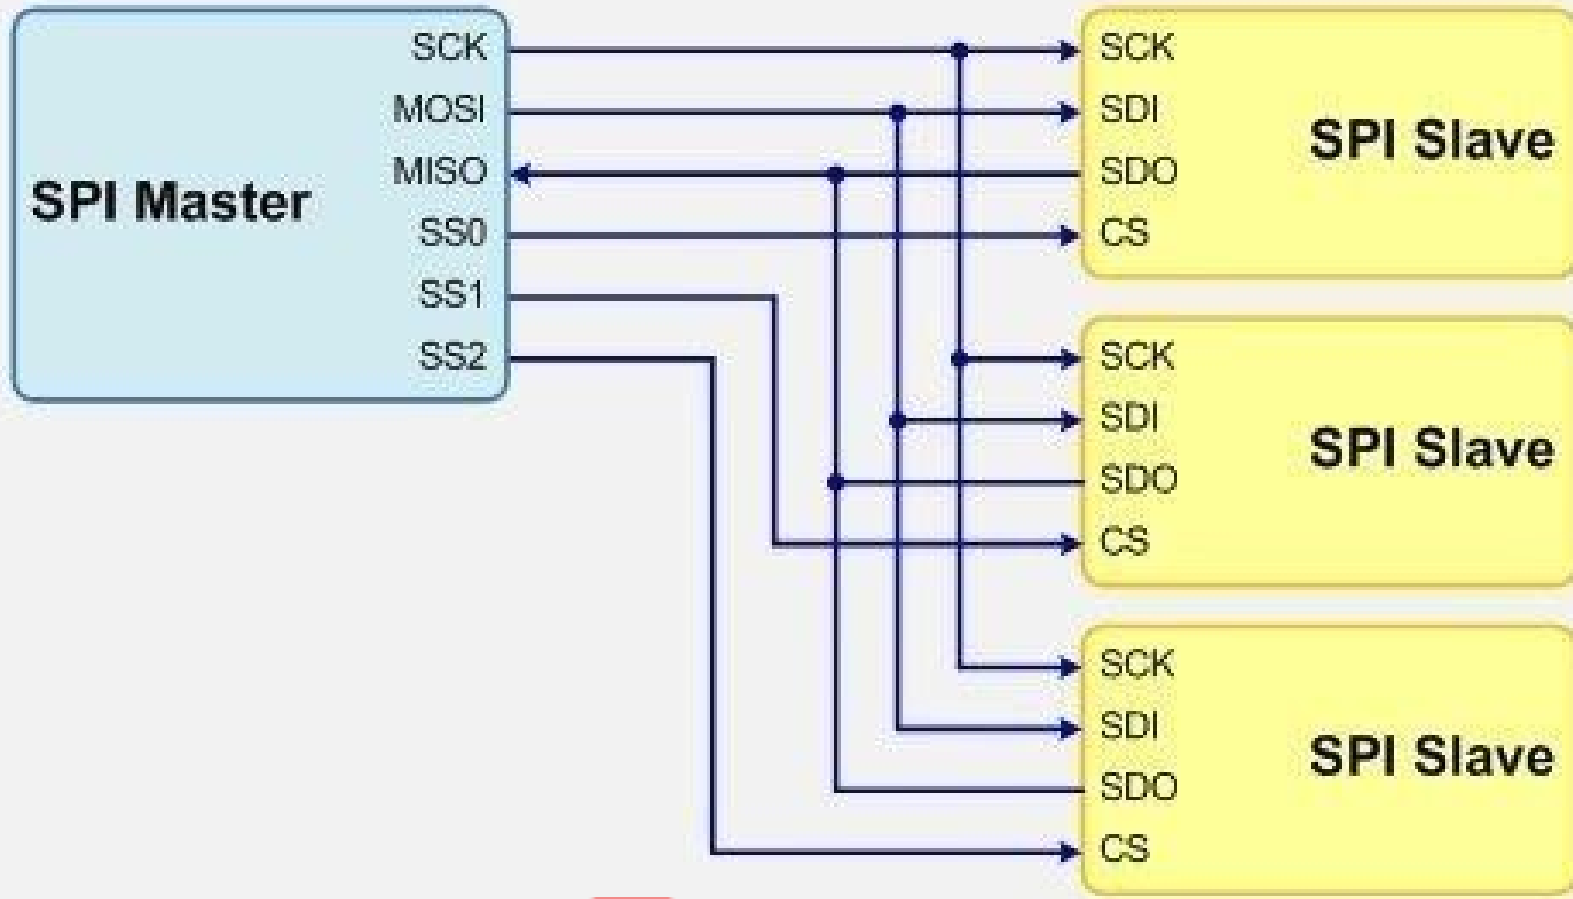 SPI Master
SCK
MOSI
MISO
SS0
SS1
SS2
SCK
SDI
SDO
CS
SPI Slave
SCK
SDI
SDO
CS
SPI Slave
SCK
SDI
SDO
CS
SPI Slave